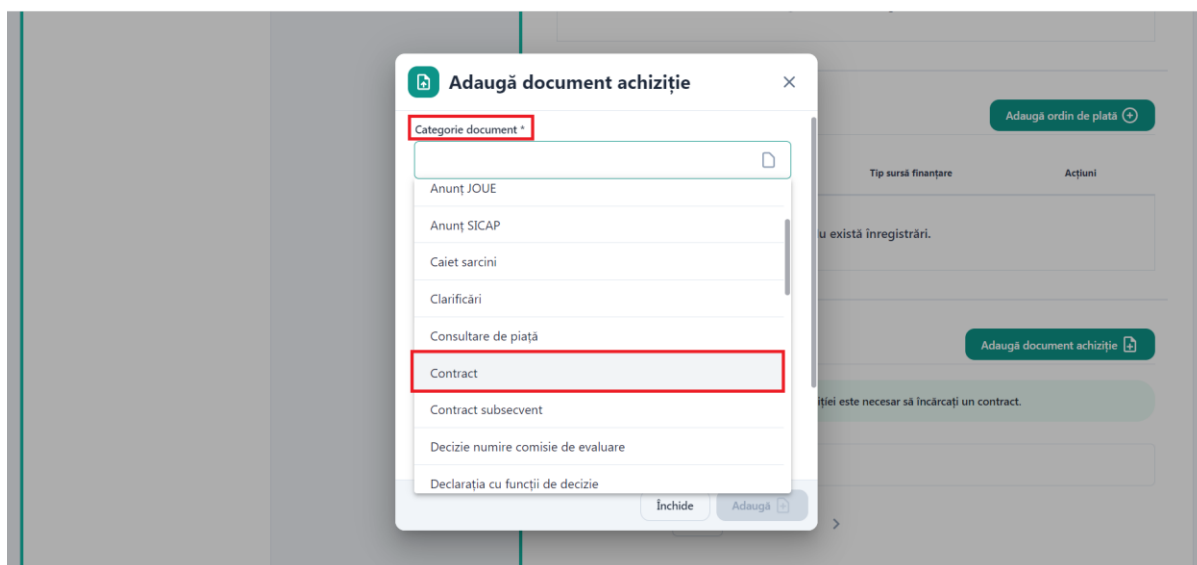 Adaugă document achiziție
Categorie document *
Anunț JOUE
Anunț SICAP
Caiet sarcini
Clarificări
Consultare de piață
Contract
Contract subsecvent
Decizie numire comisie de evaluare
Declarația cu funcții de decizie
Închide
Adaugă
Adaugă ordin de plată
Tip sursă finanțare
Acțiuni
u există înregistrări.
Adaugă document achiziție
iției este necesar să încărcați un contract.